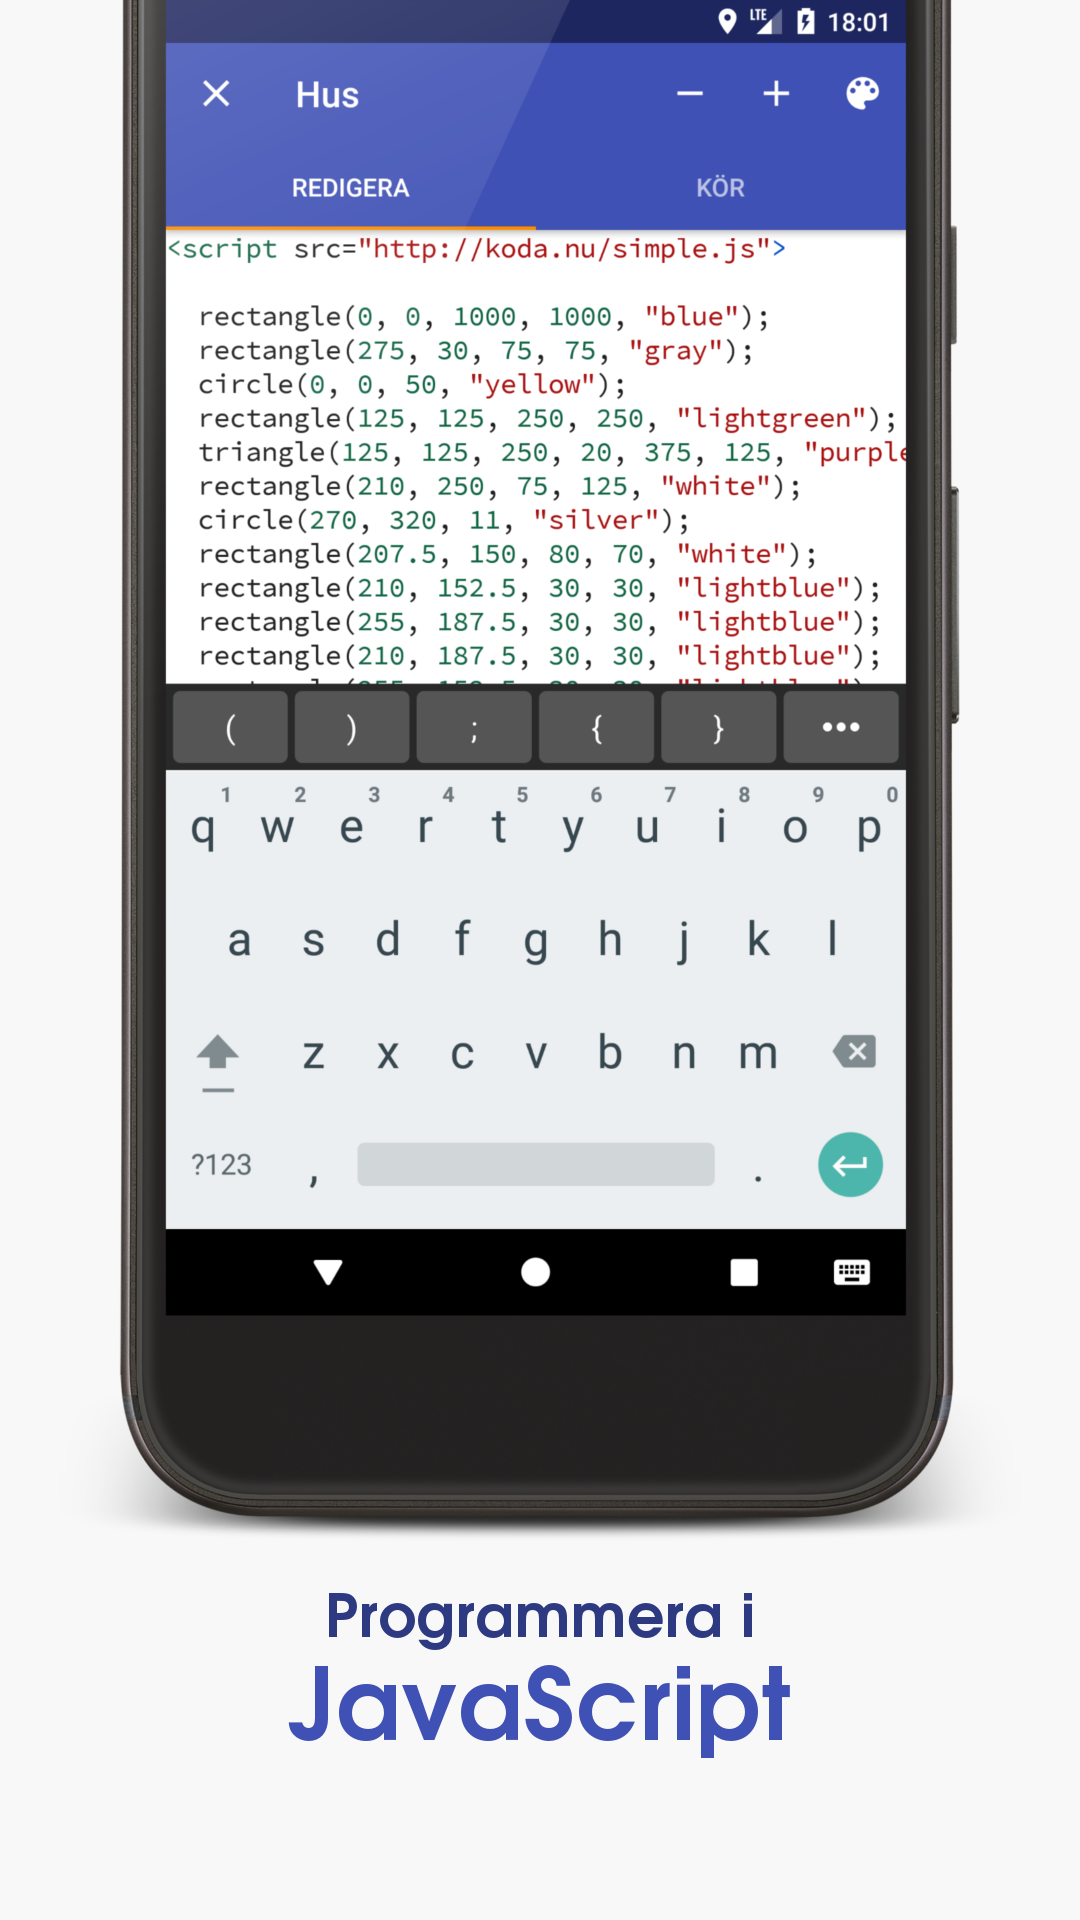 LTE 18:01
Hus
REDIGERA KÖR
<script src="http://koda.nu/simple.js">
rectangle(0, 0, 1000, 1000, "blue");
rectangle(275, 30, 75, 75, "gray");
circle(0, 0, 50, "yellow");
rectangle(125, 125, 250, 250, "lightgreen");
triangle(125, 125, 250, 20, 375, 125, "purple
rectangle(210, 250, 75, 125, "white");
circle(270, 320, 11, "silver");
rectangle(207.5, 150, 80, 70, "white");
rectangle(210, 152.5, 30, 30, "lightblue");
rectangle(255, 187.5, 30, 30, "lightblue");
rectangle(210, 187.5, 30, 30, "lightblue");
( ) ; { } •••
1 2 3 4 5 6 7 8 9 0
q w e r t y u i o p
a s d f g h j k l
z x c v b n m
?123 , .
Programmera i
JavaScript